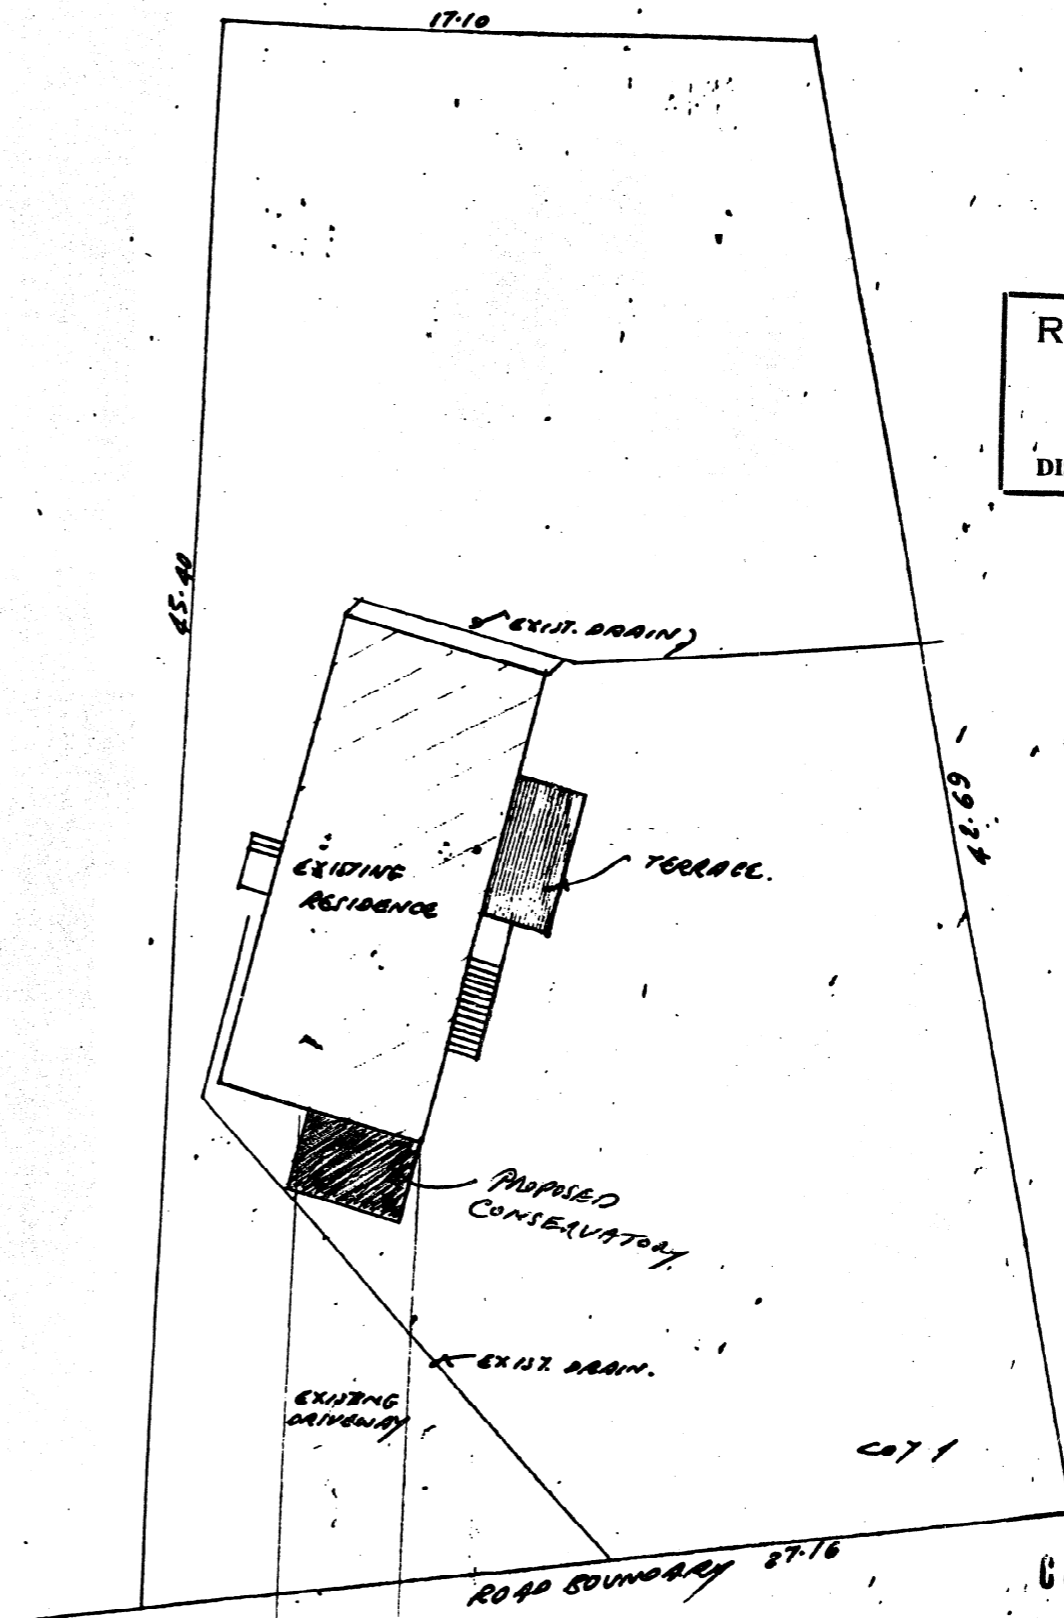 17.10
R
DI
45.40
EXIST. DRAIN
42.69
TERRACE.
EXISTING
RESIDENCE
PROPOSED
CONSERVATORY.
EXIST. DRAIN.
EXISTING
DRIVEWAY
LOT 1
ROAD BOUNDARY 27.16
C